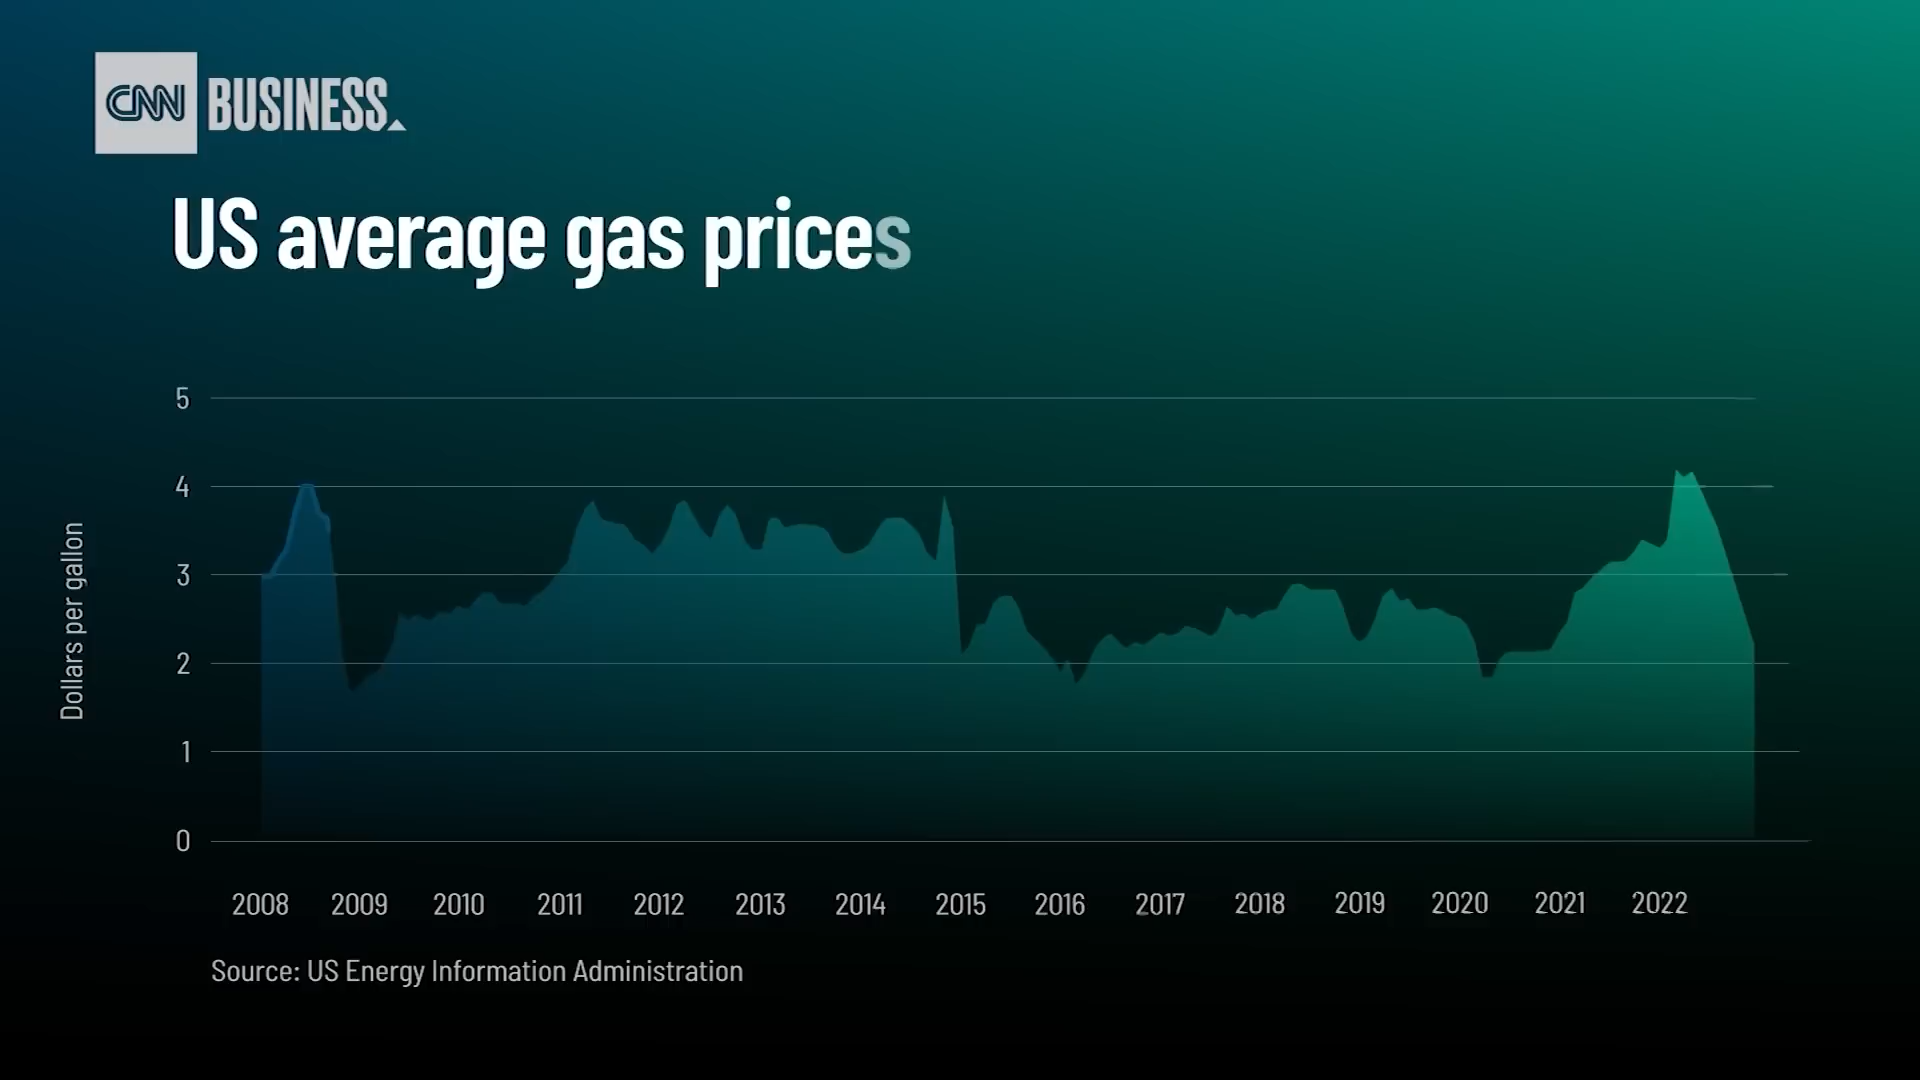 CNN BUSINESS
US average gas prices
5
4
3
2
1
0
Dollars per gallon
2008 2009 2010 2011 2012 2013 2014 2015 2016 2017 2018 2019 2020 2021 2022
Source: US Energy Information Administration